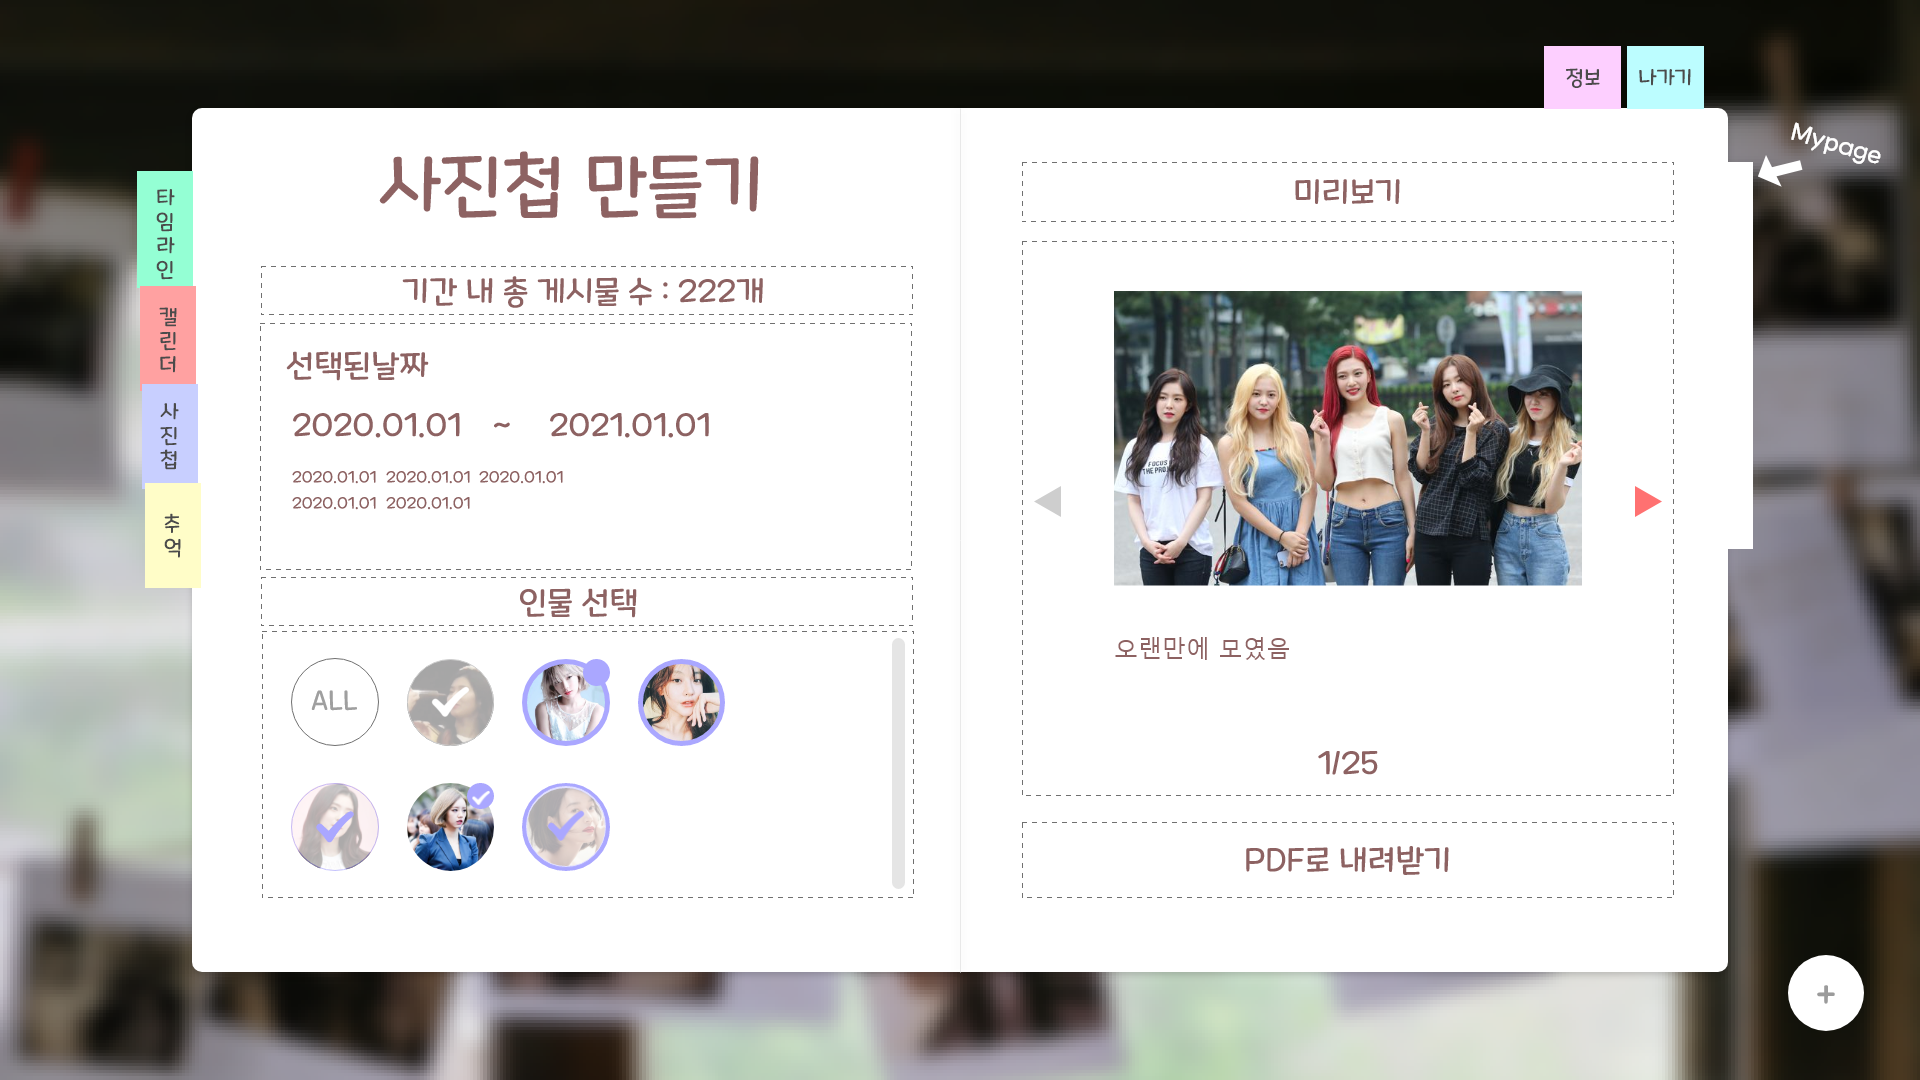 정보
나가기
Mypage
타임라인
캘린더
사진첩
추억
사진첩 만들기
기간 내 총 게시물 수 : 222개
선택된날짜
2020.01.01 ~ 2021.01.01
2020.01.01 2020.01.01 2020.01.01
2020.01.01 2020.01.01
인물 선택
ALL
미리보기
FOCUS
오랜만에 모였음
1/25
PDF로 내려받기
+